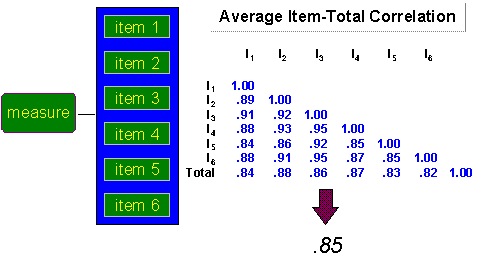 Average Item-Total Correlation
measure
item 1
item 2
item 3
item 4
item 5
item 6
I1 I2 I3 I4 I5 I6
I1 1.00
I2 .89 1.00
I3 .91 .92 1.00
I4 .88 .93 .95 1.00
I5 .84 .86 .92 .85 1.00
I6 .88 .91 .95 .87 .85 1.00
Total .84 .88 .86 .87 .83 .82 1.00
.85